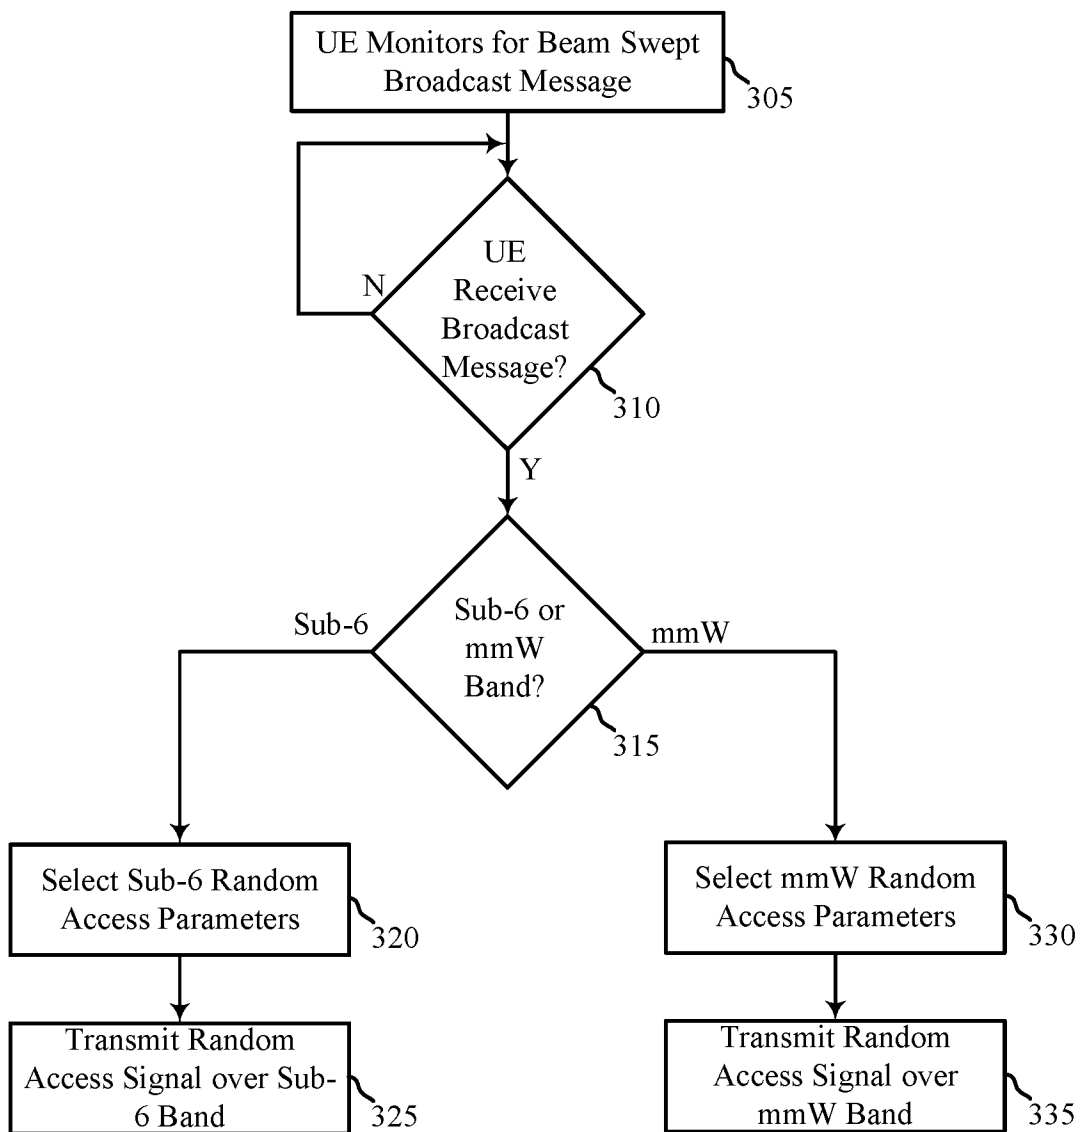 UE Monitors for Beam Swept
Broadcast Message
305
UE
Receive
Broadcast
Message?
N
310
Y
Sub-6 or
mmW
Band?
Sub-6
mmW
315
Select Sub-6 Random
Access Parameters
320
Select mmW Random
Access Parameters
330
Transmit Random
Access Signal over Sub-
6 Band
325
Transmit Random
Access Signal over
mmW Band
335